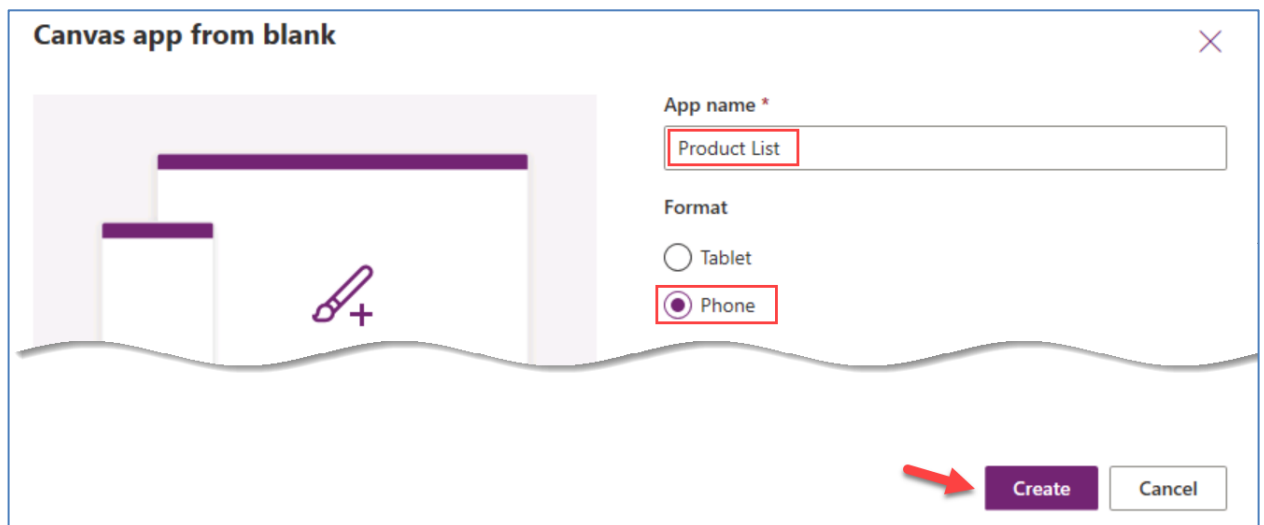 Canvas app from blank
App name *
Product List
Format
Tablet
Phone
Create
Cancel